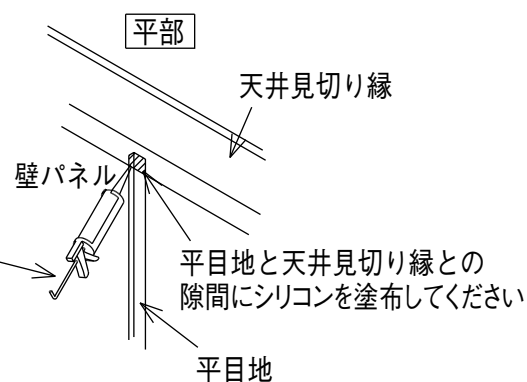 平部
天井見切り縁
壁パネル
平目地と天井見切り縁との
隙間にシリコンを塗布してください
平目地